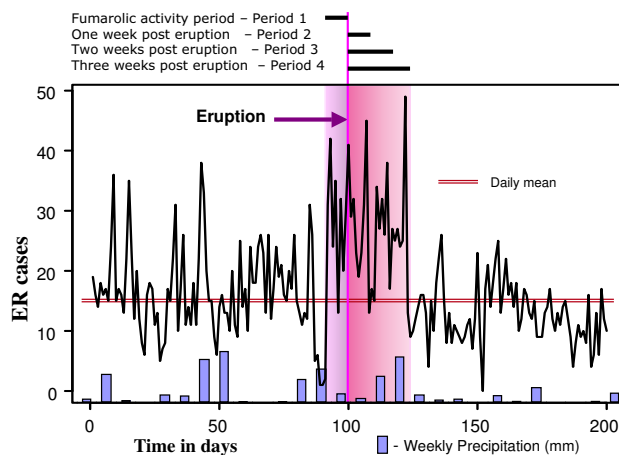 Fumarolic activity period – Period 1
One week post eruption – Period 2
Two weeks post eruption – Period 3
Three weeks post eruption – Period 4
50
40
30
20
10
0
ER cases
Eruption
Daily mean
0 50 100 150 200
Time in days
- Weekly Precipitation (mm)